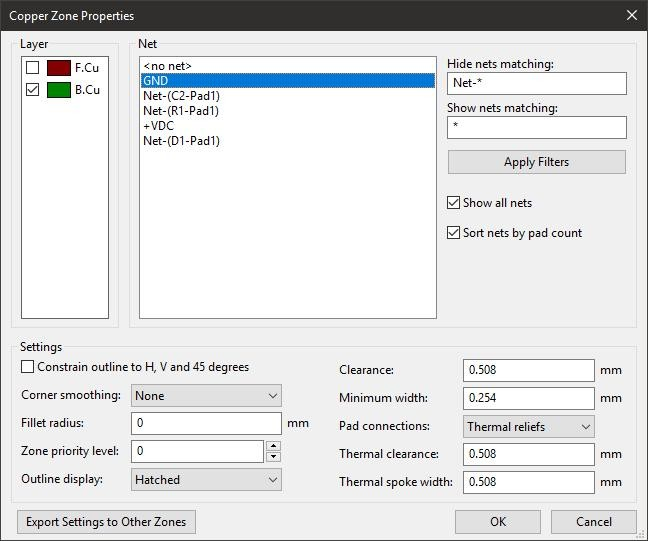 Copper Zone Properties
Layer
F.Cu
B.Cu
Net
<no net>
GND
Net-(C2-Pad1)
Net-(R1-Pad1)
+VDC
Net-(D1-Pad1)
Hide nets matching:
Net-*
Show nets matching:
*
Apply Filters
Show all nets
Sort nets by pad count
Settings
Constrain outline to H, V and 45 degrees
Corner smoothing: None
Fillet radius: 0 mm
Zone priority level: 0
Outline display: Hatched
Clearance: 0.508 mm
Minimum width: 0.254 mm
Pad connections: Thermal reliefs
Thermal clearance: 0.508 mm
Thermal spoke width: 0.508 mm
Export Settings to Other Zones
OK
Cancel